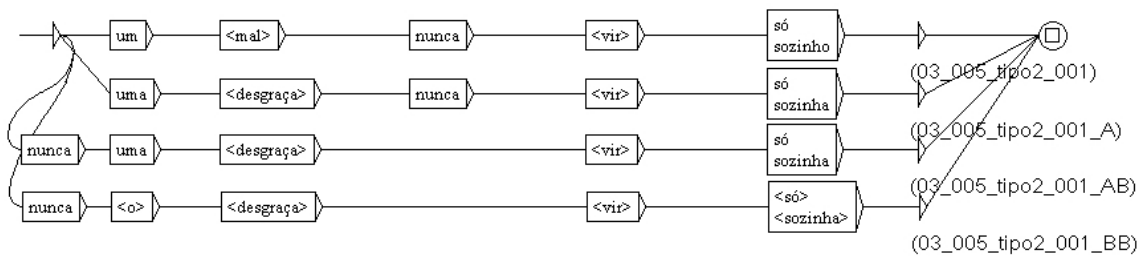 um <mal> nunca <vir> só
sozinho
(03_005_tipo2_001)
uma <desgraça> nunca <vir> só
sozinha
(03_005_tipo2_001_A)
nunca uma <desgraça> <vir> só
sozinha
(03_005_tipo2_001_AB)
nunca <o> <desgraça> <vir> <só>
<sozinha>
(03_005_tipo2_001_BB)